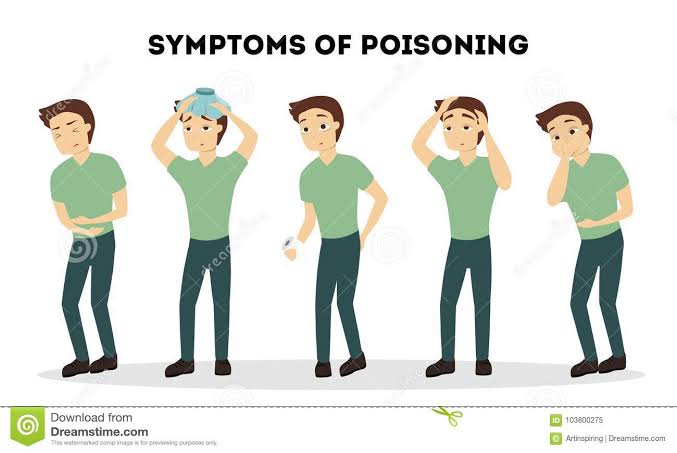 SYMPTOMS OF POISONING
dreamstime.
Download from
Dreamstime.com
This watermarked comp image is for previewing purposes only.
103800275
Artinspiring | Dreamstime.com